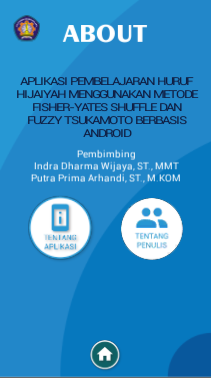 ABOUT
APLIKASI PEMBELAJARAN HURUF
HIJAIYAH MENGGUNAKAN METODE
FISHER-YATES SHUFFLE DAN
FUZZY TSUKAMOTO BERBASIS
ANDROID
Pembimbing
Indra Dharma Wijaya, ST., MMT
Putra Prima Arhandi, ST., M KOM
TENTANG
APLIKASI
TENTANG
PENULIS